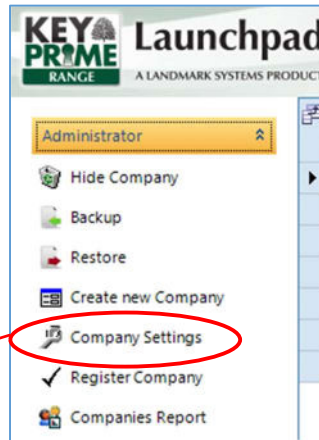 KEY
PRIME
RANGE
Launchpad
A LANDMARK SYSTEMS PRODUCT
Administrator
Hide Company
Backup
Restore
Create new Company
Company Settings
Register Company
Companies Report